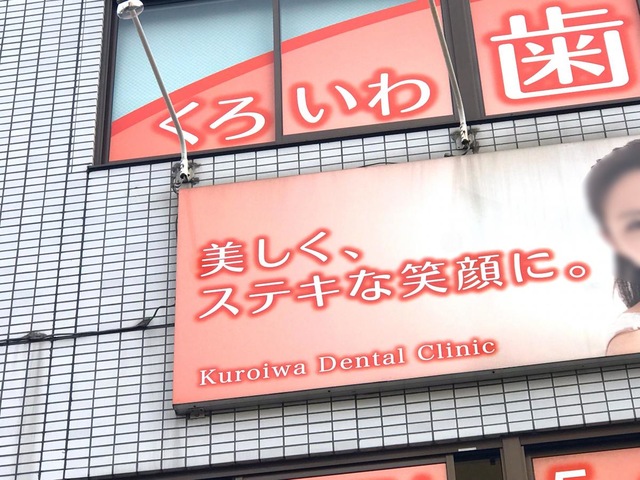 くろいわ 歯
美しく、
ステキな笑顔に。
Kuroiwa Dental Clinic